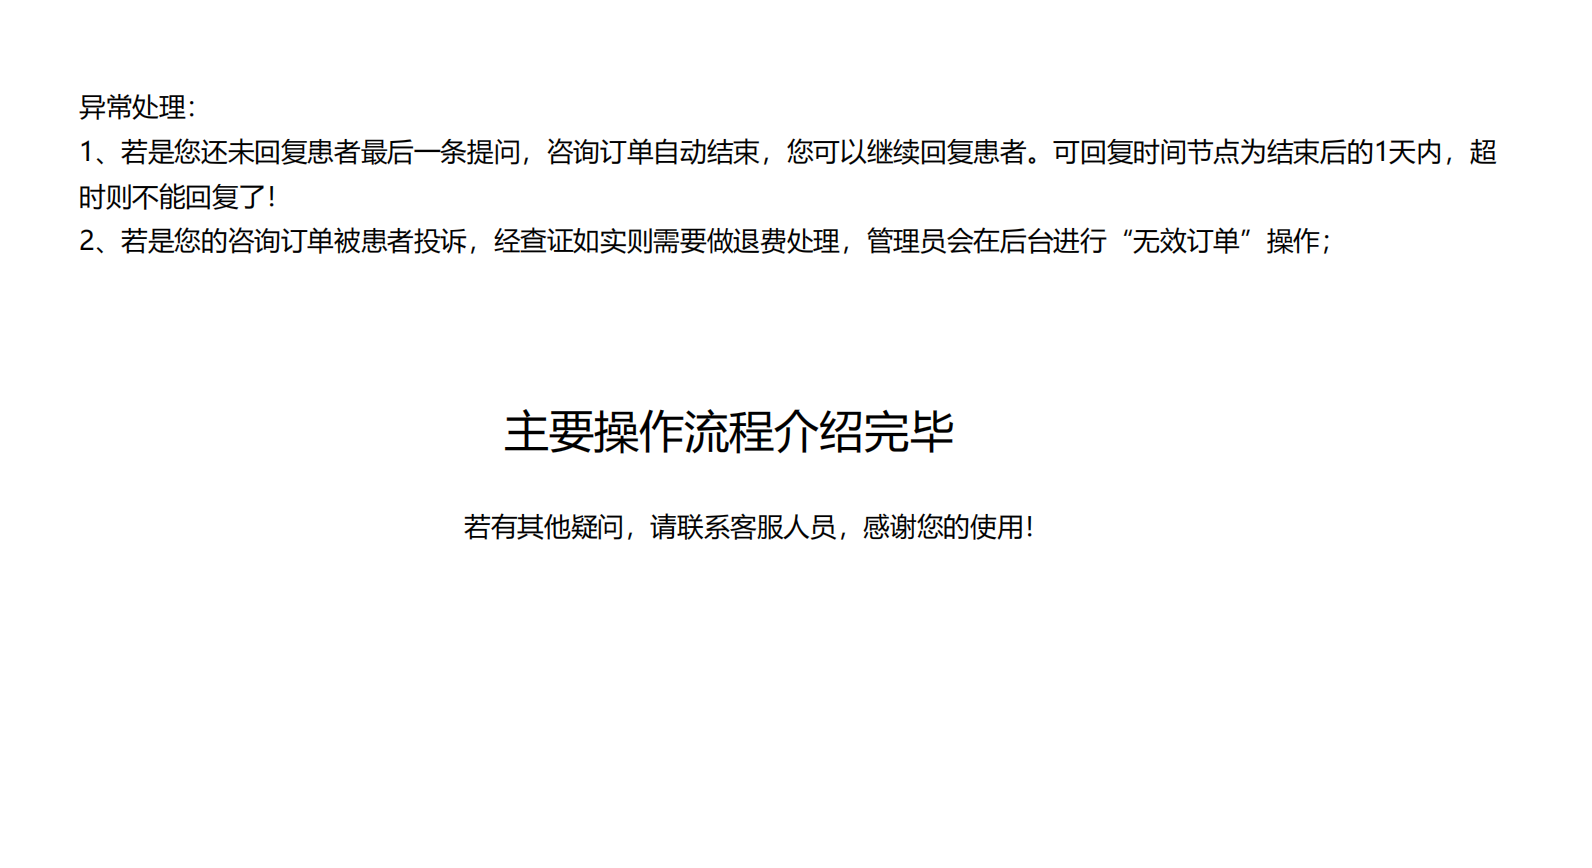 异常处理：
1、若是您还未回复患者最后一条提问，咨询订单自动结束，您可以继续回复患者。可回复时间节点为结束后的1天内，超
时则不能回复了！
2、若是您的咨询订单被患者投诉，经查证如实则需要做退费处理，管理员会在后台进行“无效订单”操作；
主要操作流程介绍完毕
若有其他疑问，请联系客服人员，感谢您的使用！